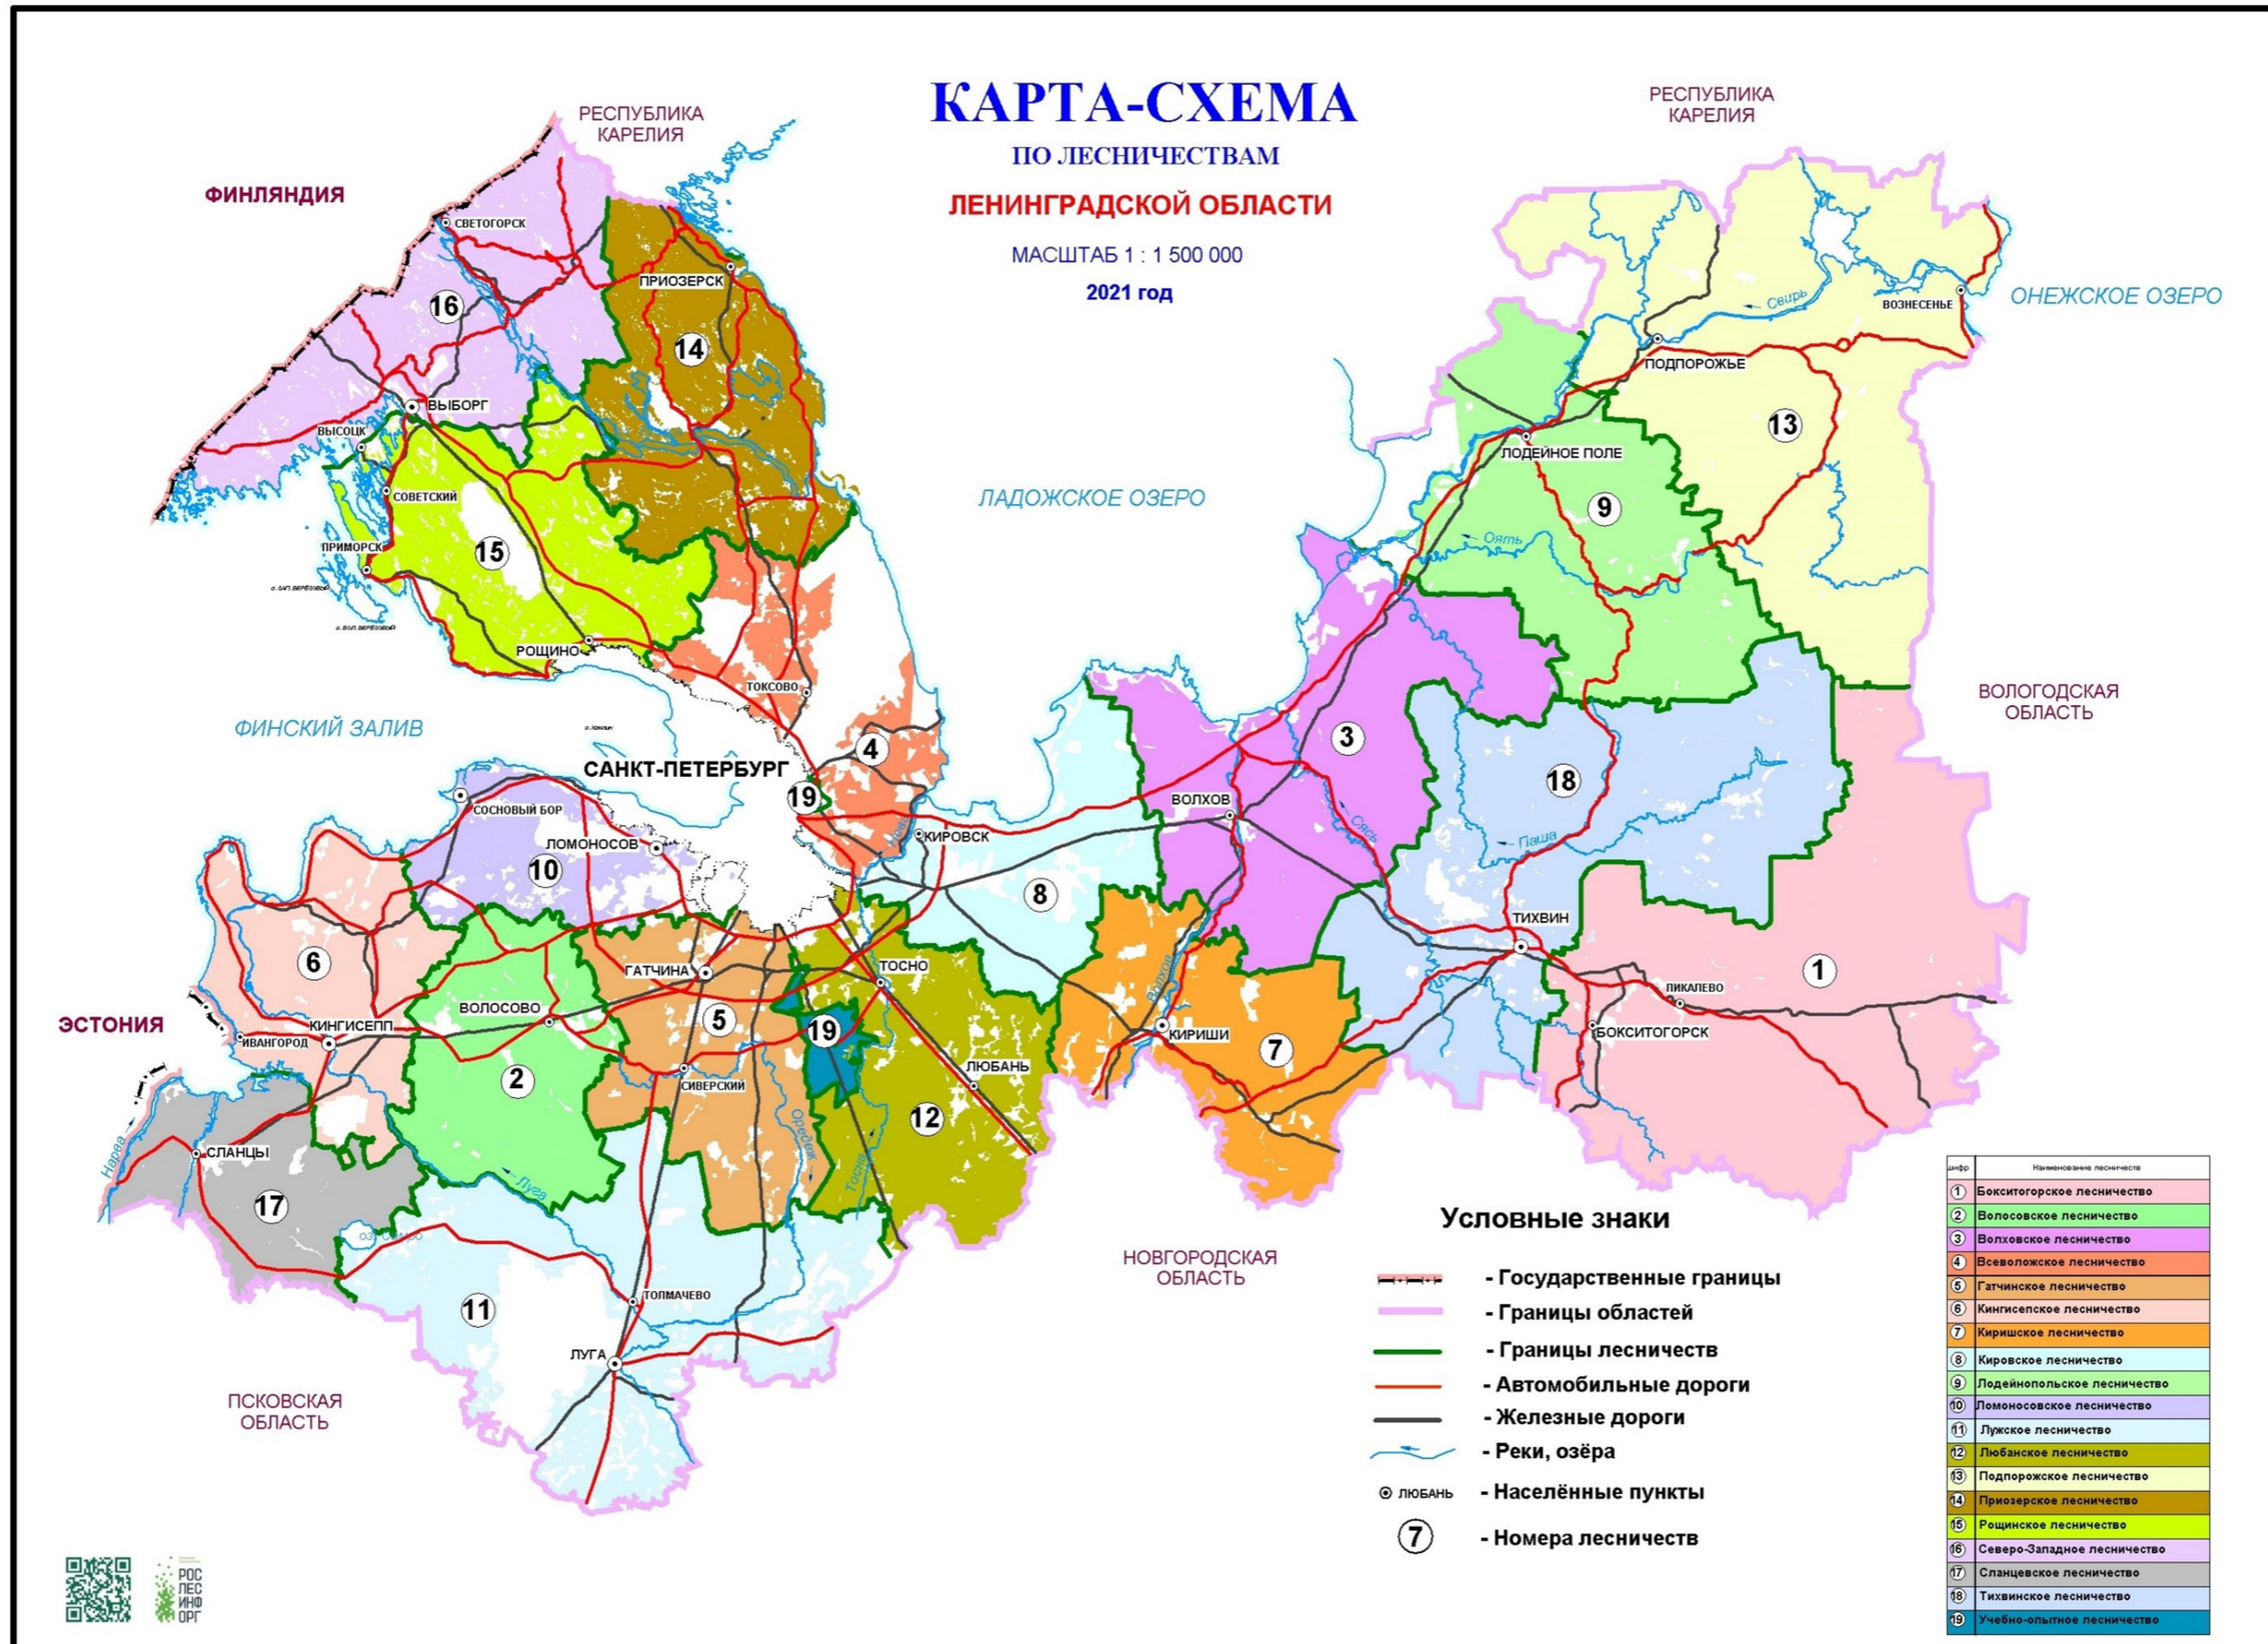 КАРТА-СХЕМА
ПО ЛЕСНИЧЕСТВАМ
ЛЕНИНГРАДСКОЙ ОБЛАСТИ
МАСШТАБ 1 : 1 500 000
2021 год
РЕСПУБЛИКА
КАРЕЛИЯ
РЕСПУБЛИКА
КАРЕЛИЯ
ФИНЛЯНДИЯ
СВЕТОГОРСК
16
ПРИОЗЕРСК
14
ВЫБОРГ
ВЫСОЦК
СОВЕТСКИЙ
ПРИМОРСК
15
о. ЗАП. БЕРЁЗОВЫЙ
о. БОЛ. БЕРЁЗОВЫЙ
РОЩИНО
ТОКСОВО
ЛАДОЖСКОЕ ОЗЕРО
Свирь
ВОЗНЕСЕНЬЕ
ОНЕЖСКОЕ ОЗЕРО
ПОДПОРОЖЬЕ
13
ЛОДЕЙНОЕ ПОЛЕ
9
Оять
ВОЛОГОДСКАЯ
ОБЛАСТЬ
ФИНСКИЙ ЗАЛИВ
САНКТ-ПЕТЕРБУРГ
4
19
3
18
ВОЛХОВ
Сясь
Паша
СОСНОВЫЙ БОР
ЛОМОНОСОВ
10
КИРОВСК
8
ТИХВИН
6
ГАТЧИНА
ТОСНО
Волхов
1
ПИКАЛЕВО
ЭСТОНИЯ
ВОЛОСОВО
КИНГИСЕПП
ИВАНГОРОД
5
19
КИРИШИ
БОКСИТОГОРСК
7
2
СИВЕРСКИЙ
ЛЮБАНЬ
12
Нарва
СЛАНЦЫ
Оредеж
Тосна
Луга
17
11
ТОЛМАЧЕВО
ЛУГА
НОВГОРОДСКАЯ
ОБЛАСТЬ
ПСКОВСКАЯ
ОБЛАСТЬ
Условные знаки
- Государственные границы
- Границы областей
- Границы лесничеств
- Автомобильные дороги
- Железные дороги
- Реки, озёра
ЛЮБАНЬ - Населённые пункты
7 - Номера лесничеств
шифр Наименование лесничеств
1 Бокситогорское лесничество
2 Волосовское лесничество
3 Волховское лесничество
4 Всеволожское лесничество
5 Гатчинское лесничество
6 Кингисепское лесничество
7 Киришское лесничество
8 Кировское лесничество
9 Лодейнопольское лесничество
10 Ломоносовское лесничество
11 Лужское лесничество
12 Любанское лесничество
13 Подпорожское лесничество
14 Приозерское лесничество
15 Рощинское лесничество
16 Северо-Западное лесничество
17 Сланцевское лесничество
18 Тихвинское лесничество
19 Учебно-опытное лесничество
РОС
ЛЕС
ИНФ
ОРГ